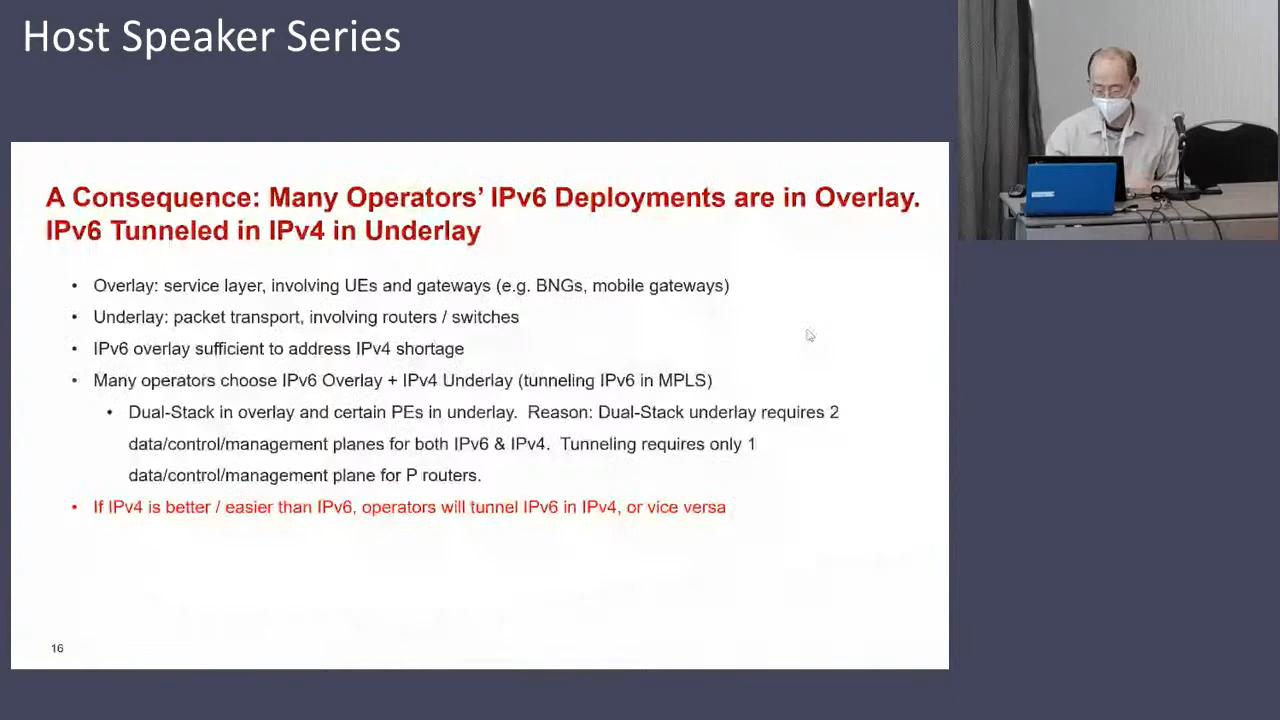 Host Speaker Series
A Consequence: Many Operators’ IPv6 Deployments are in Overlay.
IPv6 Tunneled in IPv4 in Underlay
• Overlay: service layer, involving UEs and gateways (e.g. BNGs, mobile gateways)
• Underlay: packet transport, involving routers / switches
• IPv6 overlay sufficient to address IPv4 shortage
• Many operators choose IPv6 Overlay + IPv4 Underlay (tunneling IPv6 in MPLS)
• Dual-Stack in overlay and certain PEs in underlay. Reason: Dual-Stack underlay requires 2
data/control/management planes for both IPv6 & IPv4. Tunneling requires only 1
data/control/management plane for P routers.
• If IPv4 is better / easier than IPv6, operators will tunnel IPv6 in IPv4, or vice versa
16